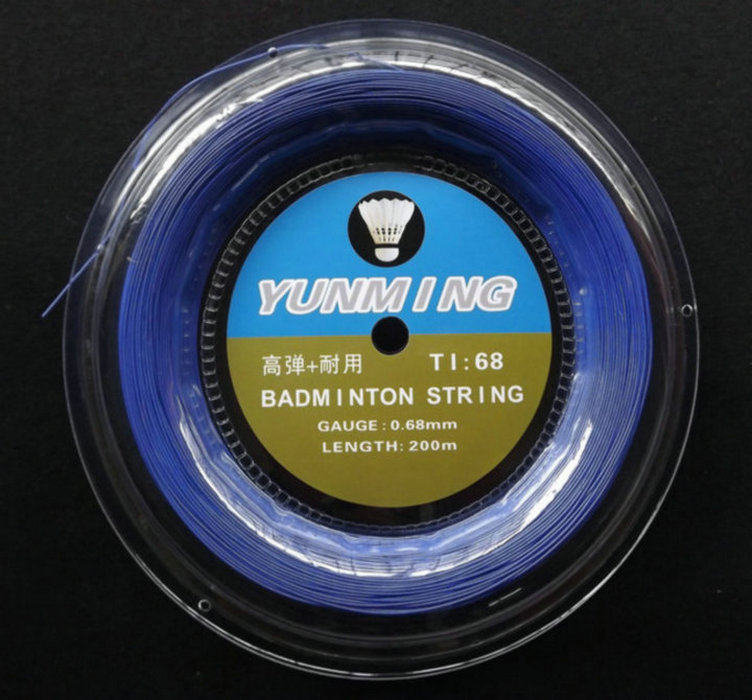 YUNMING
高弹+耐用 TI:68
BADMINTON STRING
GAUGE: 0.68mm
LENGTH: 200m